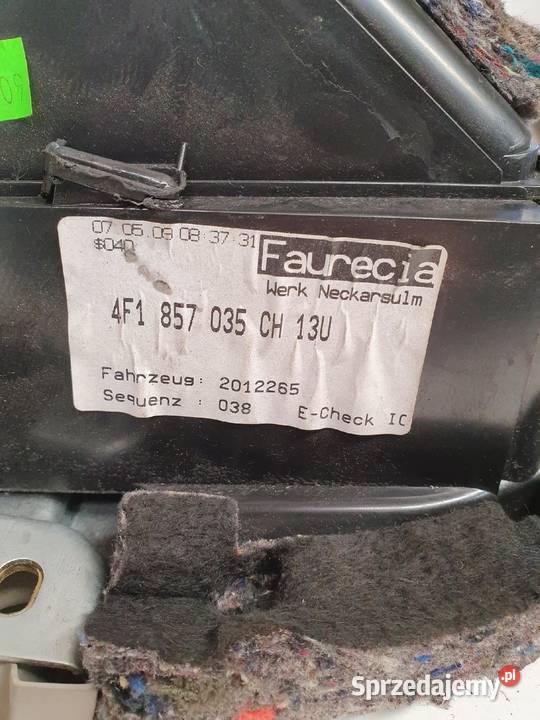 09
07 06.08 08:37:31
$040
Faurecia
Werk Neckarsulm
4F1 857 035 CH 13U
Fahrzeug: 2012265
Sequenz : 038 E-Check IO
Sprzedajemy.pl